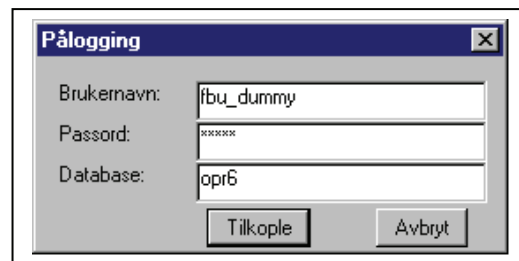 Pålogging
Brukernavn: fbu_dummy
Passord: *****
Database: opr6
Tilkople Avbryt